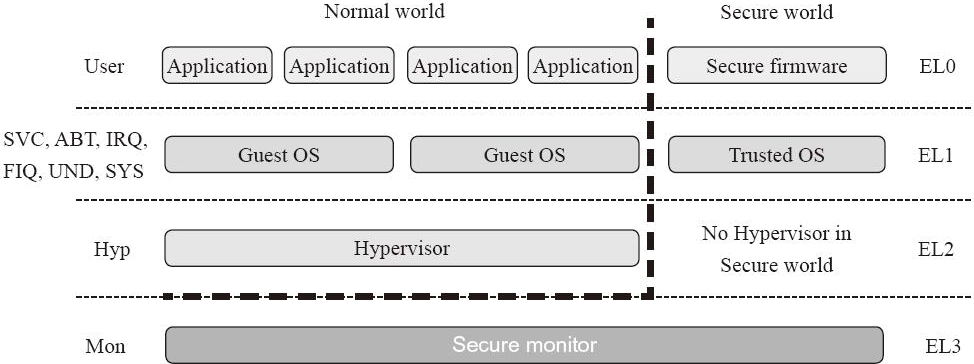 Normal world
Secure world
User
Application
Application
Application
Application
Secure firmware
EL0
SVC, ABT, IRQ,
FIQ, UND, SYS
Guest OS
Guest OS
Trusted OS
EL1
Hyp
Hypervisor
No Hypervisor in
Secure world
EL2
Mon
Secure monitor
EL3